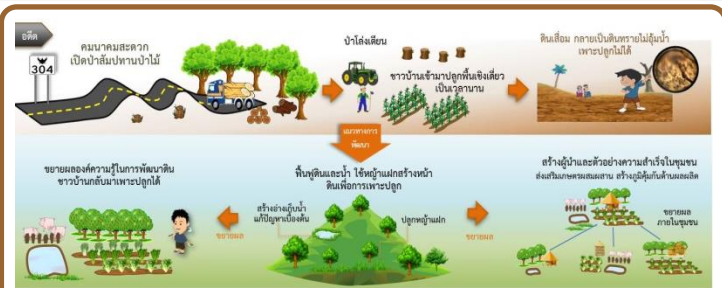 อดีต
304
คมนาคมสะดวก
เปิดป่าสัมปทานป่าไม้
ป่าโล่งเตียน
ชาวบ้านเข้ามาปลูกพืชเชิงเดี่ยว
เป็นเวลานาน
ดินเสื่อม กลายเป็นดินทรายไม่อุ้มน้ำ
เพาะปลูกไม่ได้
แนวทางการ
พัฒนา
ขยายผลองค์ความรู้ในการพัฒนาดิน
ชาวบ้านกลับมาเพาะปลูกได้
ขยายผล
ฟื้นฟูดินและน้ำ ใช้หญ้าแฝกสร้างหน้า
ดินเพื่อการเพาะปลูก
สร้างอ่างเก็บน้ำ
แก้ปัญหาเบื้องต้น
ปลูกหญ้าแฝก
ขยายผล
สร้างผู้นำและตัวอย่างความสำเร็จในชุมชน
ส่งเสริมเกษตรผสมผสาน สร้างภูมิคุ้มกันด้านผลผลิต
ขยายผล
ภายในชุมชน